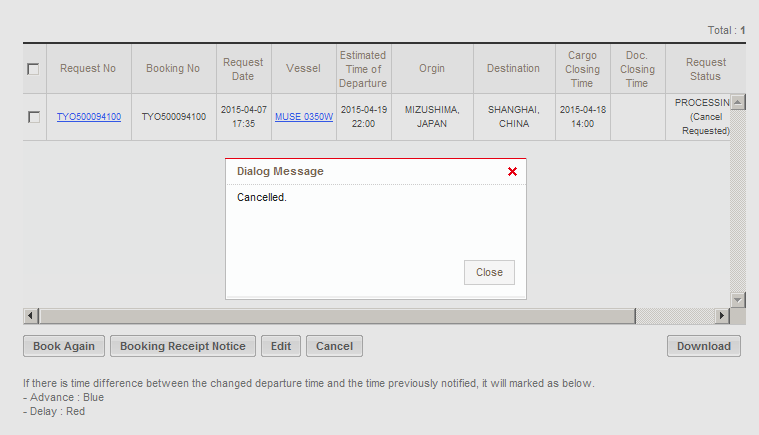 Total : 1
Request No
Booking No
Request
Date
Vessel
Estimated
Time of
Departure
Orgin
Destination
Cargo
Closing
Time
Doc.
Closing
Time
Request
Status
TYO500094100
TYO500094100
2015-04-07
17:35
MUSE 0350W
2015-04-19
22:00
MIZUSHIMA,
JAPAN
SHANGHAI,
CHINA
2015-04-18
14:00
PROCESSIN
(Cancel
Requested)
Dialog Message
Cancelled.
Close
Book Again
Booking Receipt Notice
Edit
Cancel
Download
If there is time difference between the changed departure time and the time previously notified, it will marked as below.
- Advance : Blue
- Delay : Red